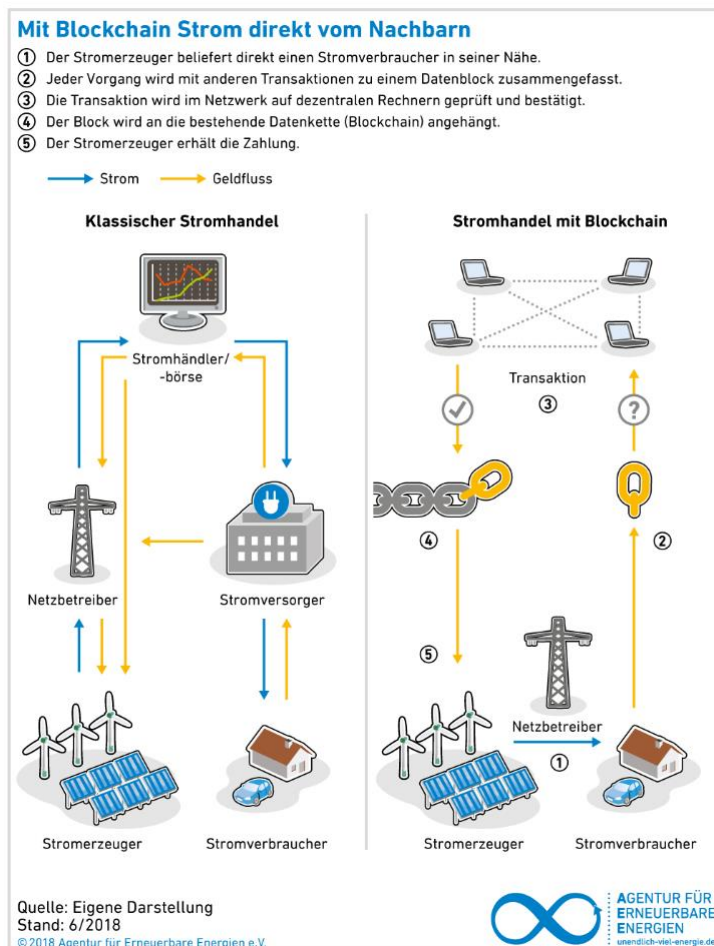 Mit Blockchain Strom direkt vom Nachbarn
① Der Stromerzeuger beliefert direkt einen Stromverbraucher in seiner Nähe.
② Jeder Vorgang wird mit anderen Transaktionen zu einem Datenblock zusammengefasst.
③ Die Transaktion wird im Netzwerk auf dezentralen Rechnern geprüft und bestätigt.
④ Der Block wird an die bestehende Datenkette (Blockchain) angehängt.
⑤ Der Stromerzeuger erhält die Zahlung.
Strom
Geldfluss
Klassischer Stromhandel
Stromhändler/
-börse
Netzbetreiber
Stromversorger
Stromerzeuger
Stromverbraucher
Stromhandel mit Blockchain
Transaktion
③
?
④
②
⑤
Netzbetreiber
①
Stromerzeuger
Stromverbraucher
Quelle: Eigene Darstellung
Stand: 6/2018
© 2018 Agentur für Erneuerbare Energien e.V.
AGENTUR FÜR
ERNEUERBARE
ENERGIEN
unendlich-viel-energie.de